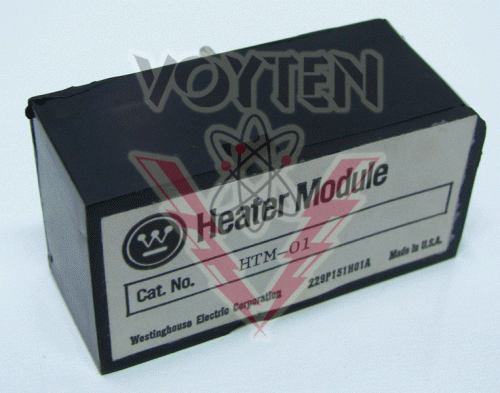 VOYTEN
W
Heater Module
Cat. No. HTM-01
Westinghouse Electric Corporation 229P151H01A Made in U.S.A.